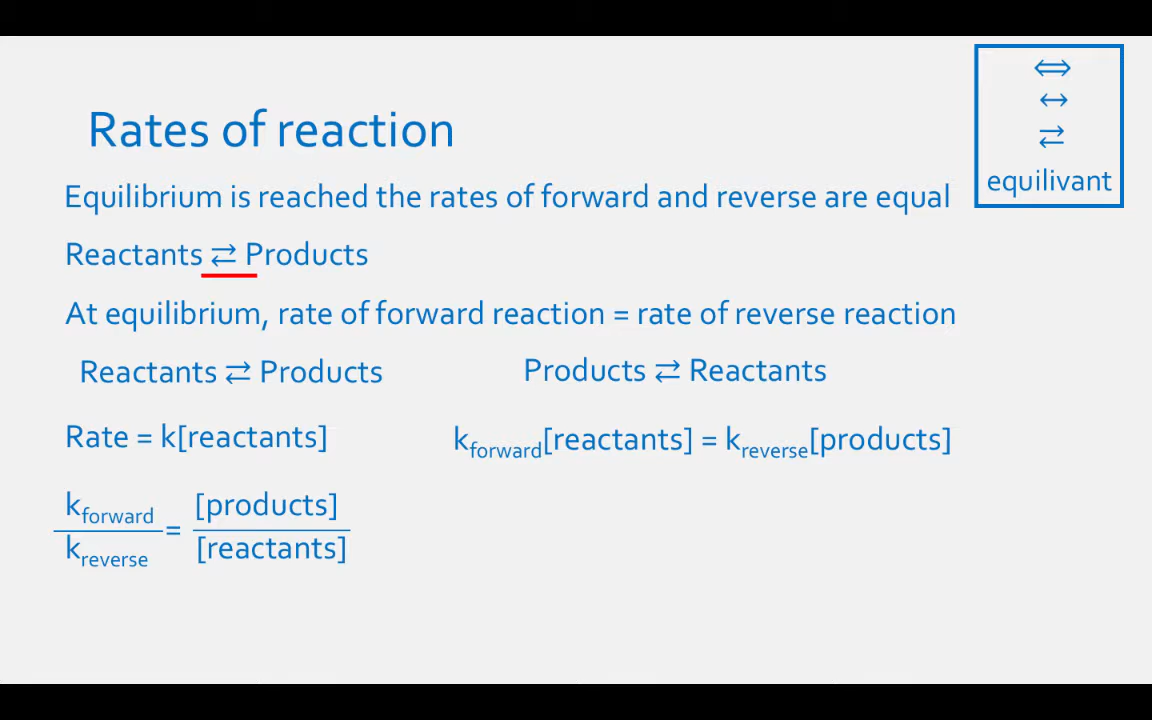 ⇔
↔
⇄
equilivant
Rates of reaction
Equilibrium is reached the rates of forward and reverse are equal
Reactants ⇄ Products
At equilibrium, rate of forward reaction = rate of reverse reaction
Reactants ⇄ Products
Products ⇄ Reactants
Rate = k[reactants]
kforward[reactants] = kreverse[products]
kforward
kreverse
=
[products]
[reactants]